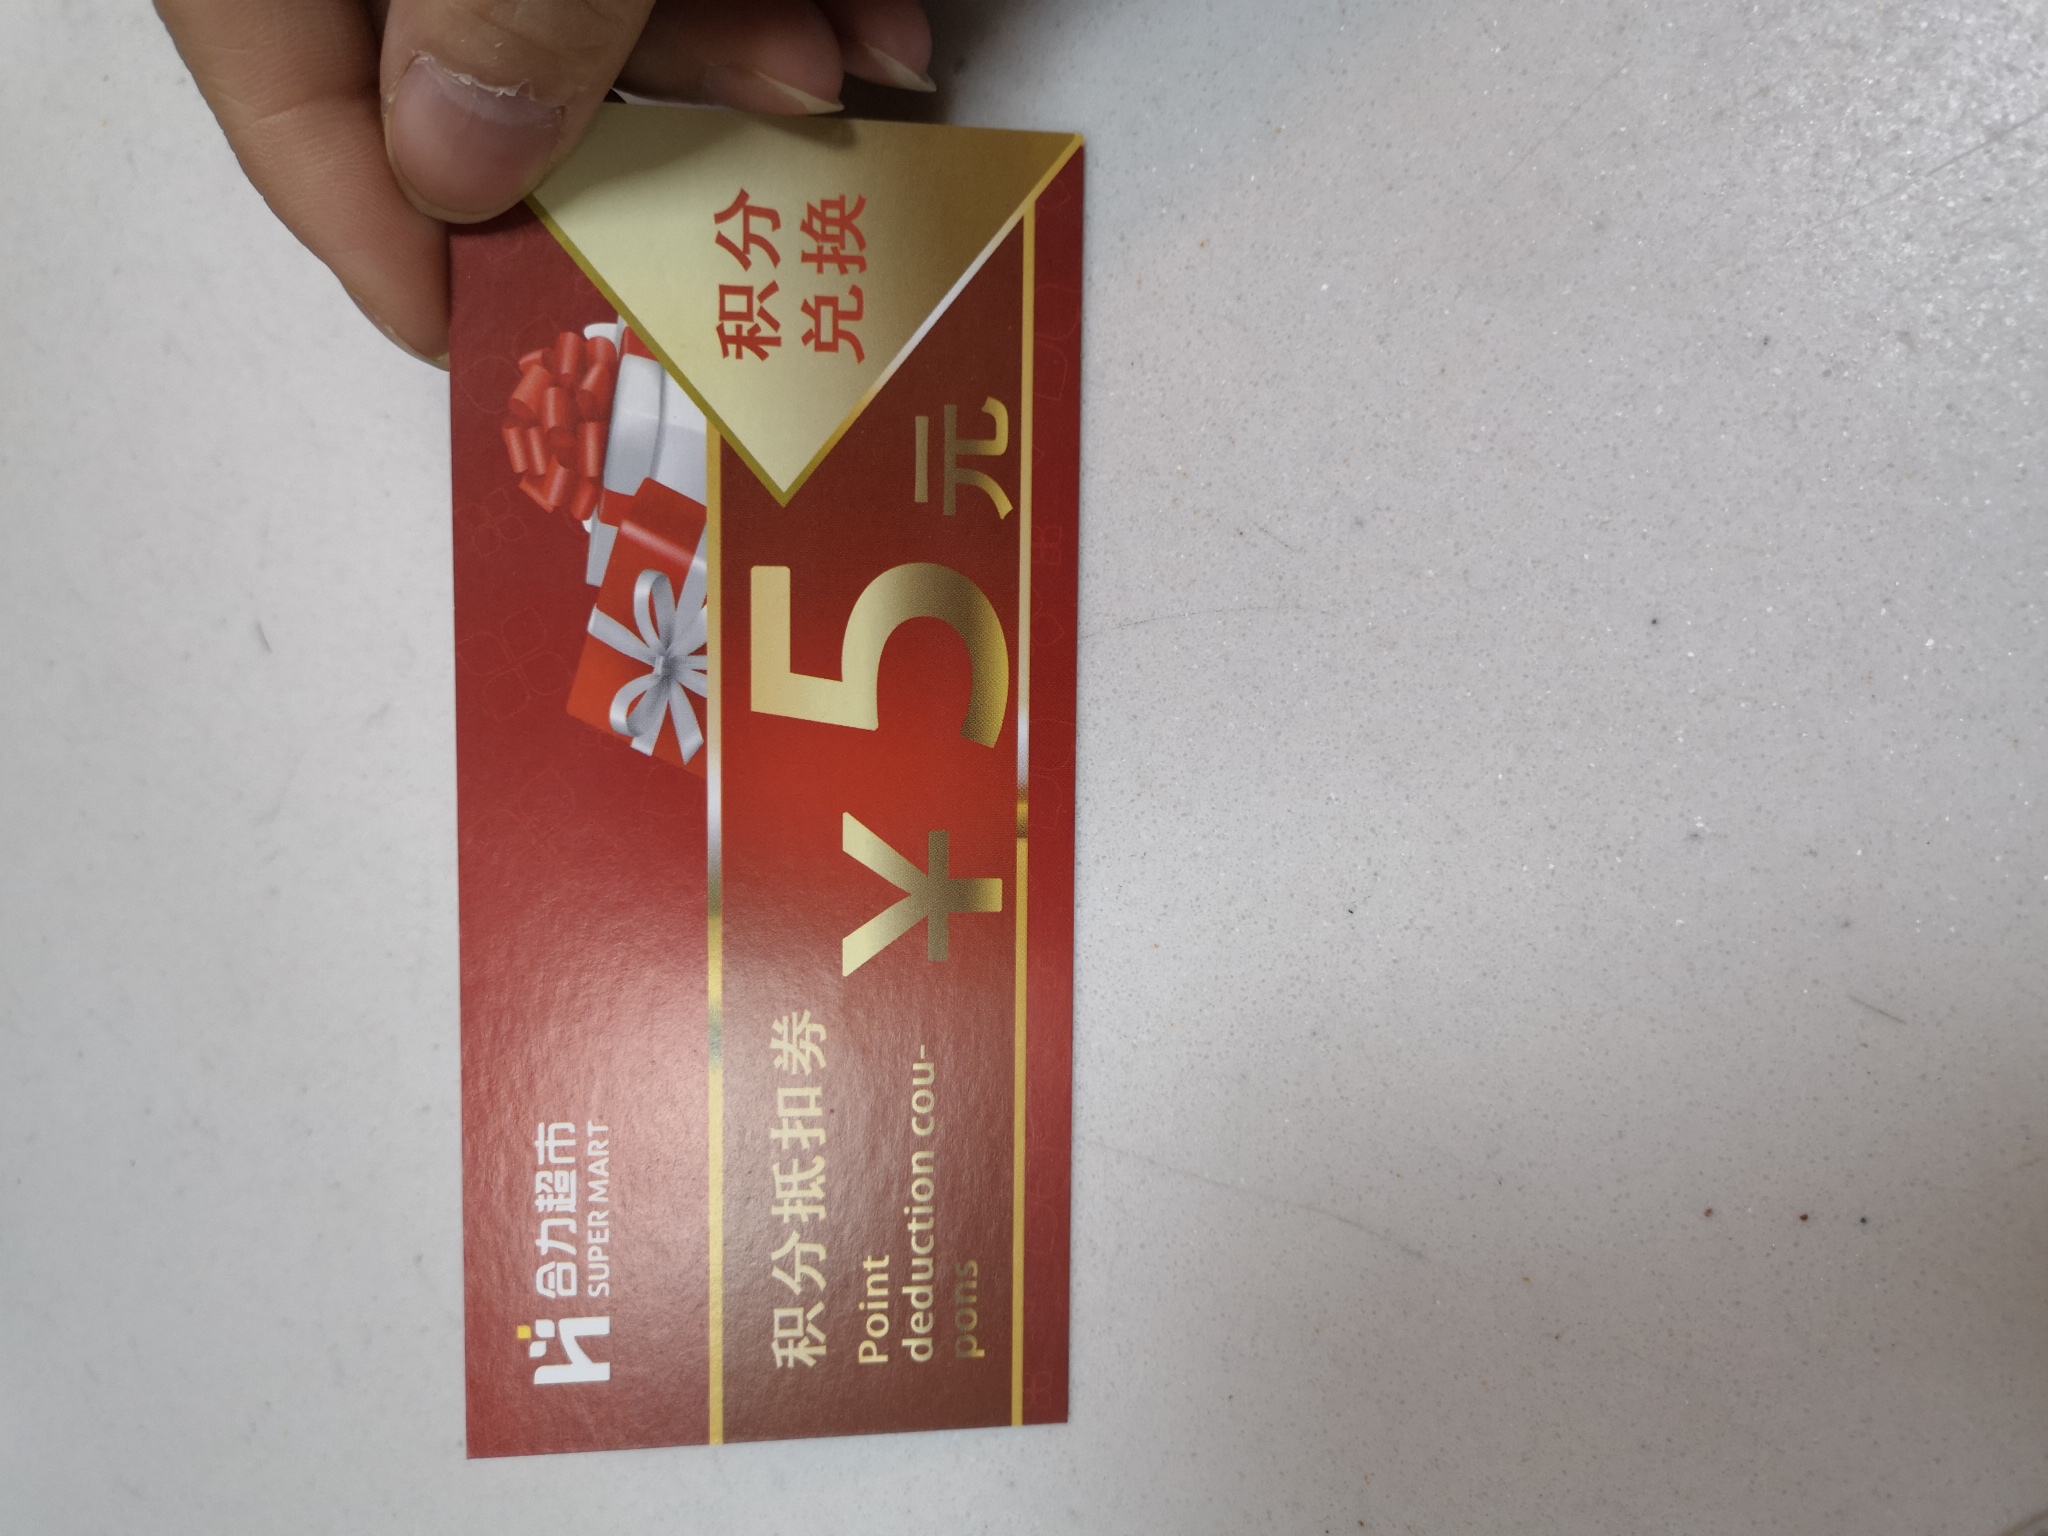 合力超市
SUPER MART
积分
兑换
积分抵扣券
Point
deduction cou-
pons
¥5元